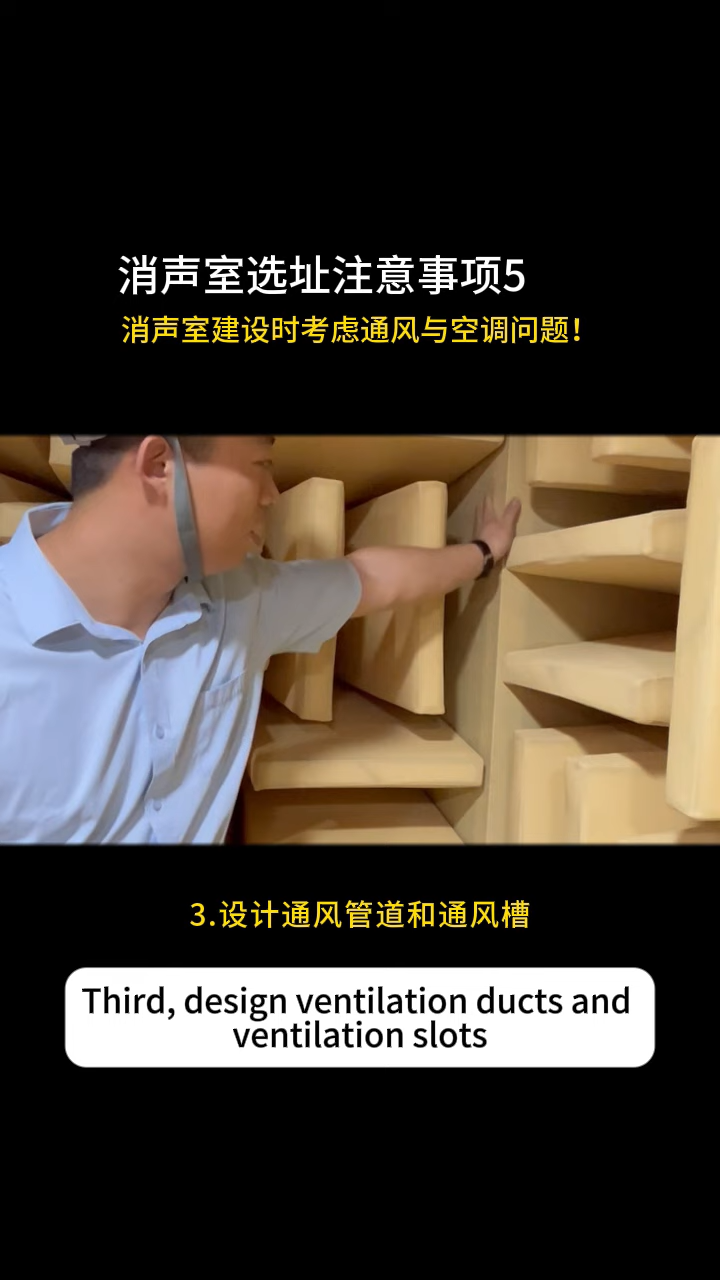 消声室选址注意事项5
消声室建设时考虑通风与空调问题!
3.设计通风管道和通风槽
Third, design ventilation ducts and
ventilation slots